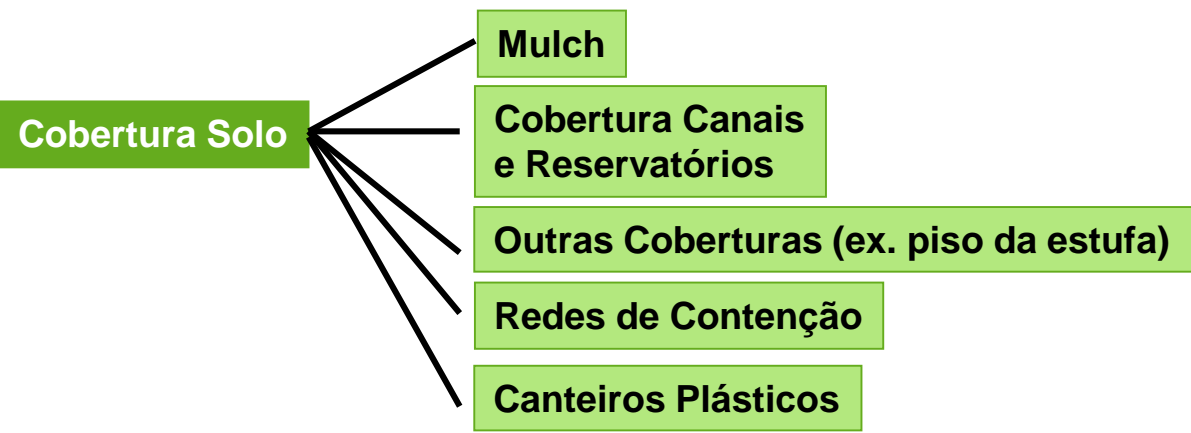 Mulch
Cobertura Solo
Cobertura Canais
e Reservatórios
Outras Coberturas (ex. piso da estufa)
Redes de Contenção
Canteiros Plásticos